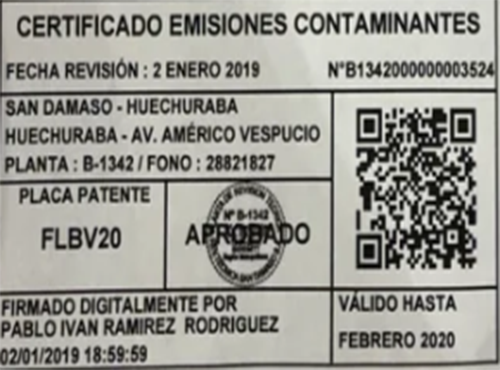 CERTIFICADO EMISIONES CONTAMINANTES
FECHA REVISIÓN : 2 ENERO 2019 N°B1342000000003524
SAN DAMASO - HUECHURABA
HUECHURABA - AV. AMÉRICO VESPUCIO
PLANTA : B-1342 / FONO : 28821827
PLACA PATENTE
FLBV20
Nº B-1342
APROBADO
FIRMADO DIGITALMENTE POR
PABLO IVAN RAMIREZ RODRIGUEZ
02/01/2019 18:59:59
VÁLIDO HASTA
FEBRERO 2020